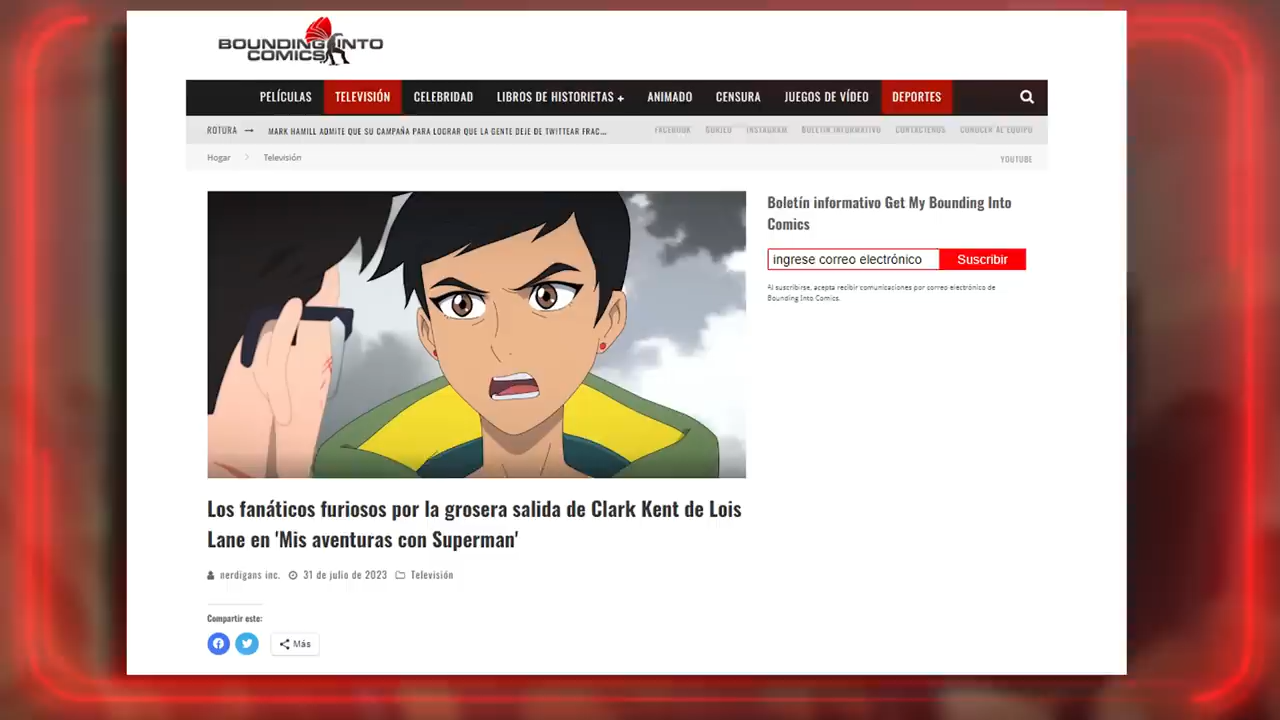 BOUNDING INTO
COMICS
PELÍCULAS TELEVISIÓN CELEBRIDAD LIBROS DE HISTORIETAS + ANIMADO CENSURA JUEGOS DE VÍDEO DEPORTES
ROTURA → MARK HAMILL ADMITE QUE SU CAMPAÑA PARA LOGRAR QUE LA GENTE DEJE DE TWITTEAR FRAC... FACEBOOK GORJEO INSTAGRAM BOLETÍN INFORMATIVO CONTÁCTENOS CONOCER AL EQUIPO
Hogar > Televisión
YOUTUBE
Boletín informativo Get My Bounding Into
Comics
ingrese correo electrónico Suscribir
Al suscribirse, acepta recibir comunicaciones por correo electrónico de
Bounding Into Comics.
Los fanáticos furiosos por la grosera salida de Clark Kent de Lois
Lane en 'Mis aventuras con Superman'
nerdigans inc. 31 de julio de 2023 Televisión
Compartir este:
Más